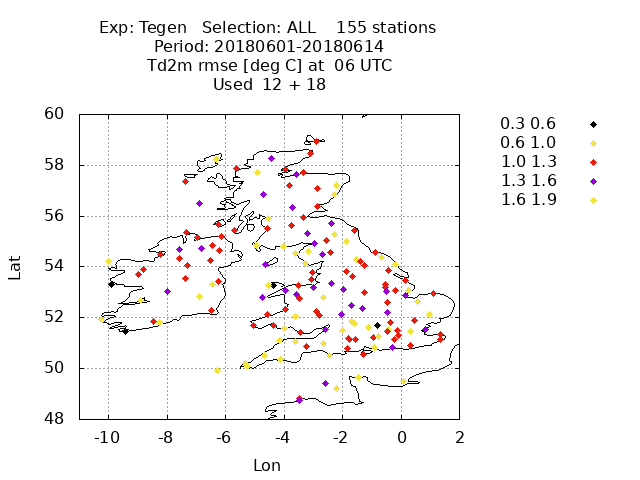 Exp: Tegen Selection: ALL 155 stations
Period: 20180601-20180614
Td2m rmse [deg C] at 06 UTC
Used 12 + 18
0.3 0.6
0.6 1.0
1.0 1.3
1.3 1.6
1.6 1.9
60
58
56
54
52
50
48
Lat
-10 -8 -6 -4 -2 0 2
Lon